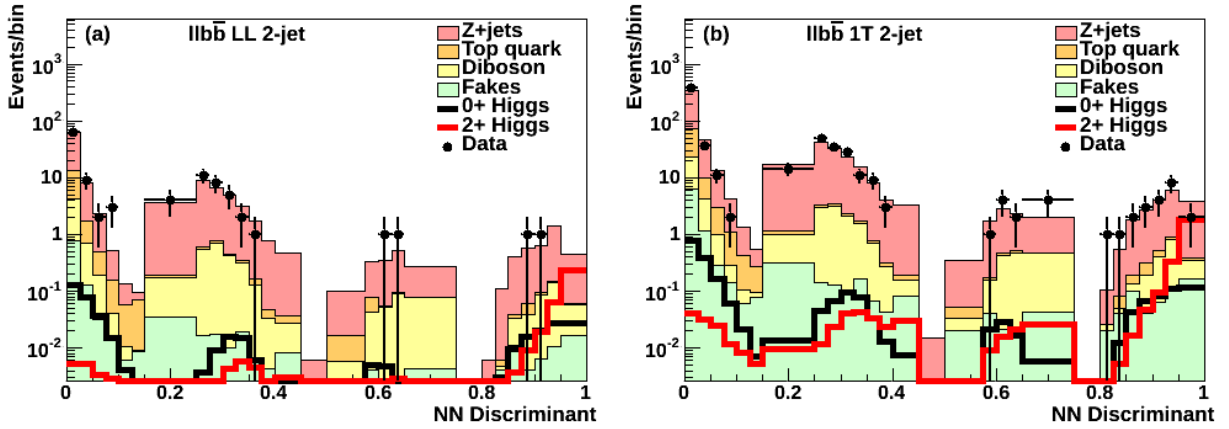 (a) llbb̅ LL 2-jet
Events/bin
10³
10²
10
1
10⁻¹
10⁻²
Z+jets
Top quark
Diboson
Fakes
0+ Higgs
2+ Higgs
Data
0 0.2 0.4 0.6 0.8 1
NN Discriminant
(b) llbb̅ 1T 2-jet
Events/bin
10³
10²
10
1
10⁻¹
10⁻²
Z+jets
Top quark
Diboson
Fakes
0+ Higgs
2+ Higgs
Data
0 0.2 0.4 0.6 0.8 1
NN Discriminant